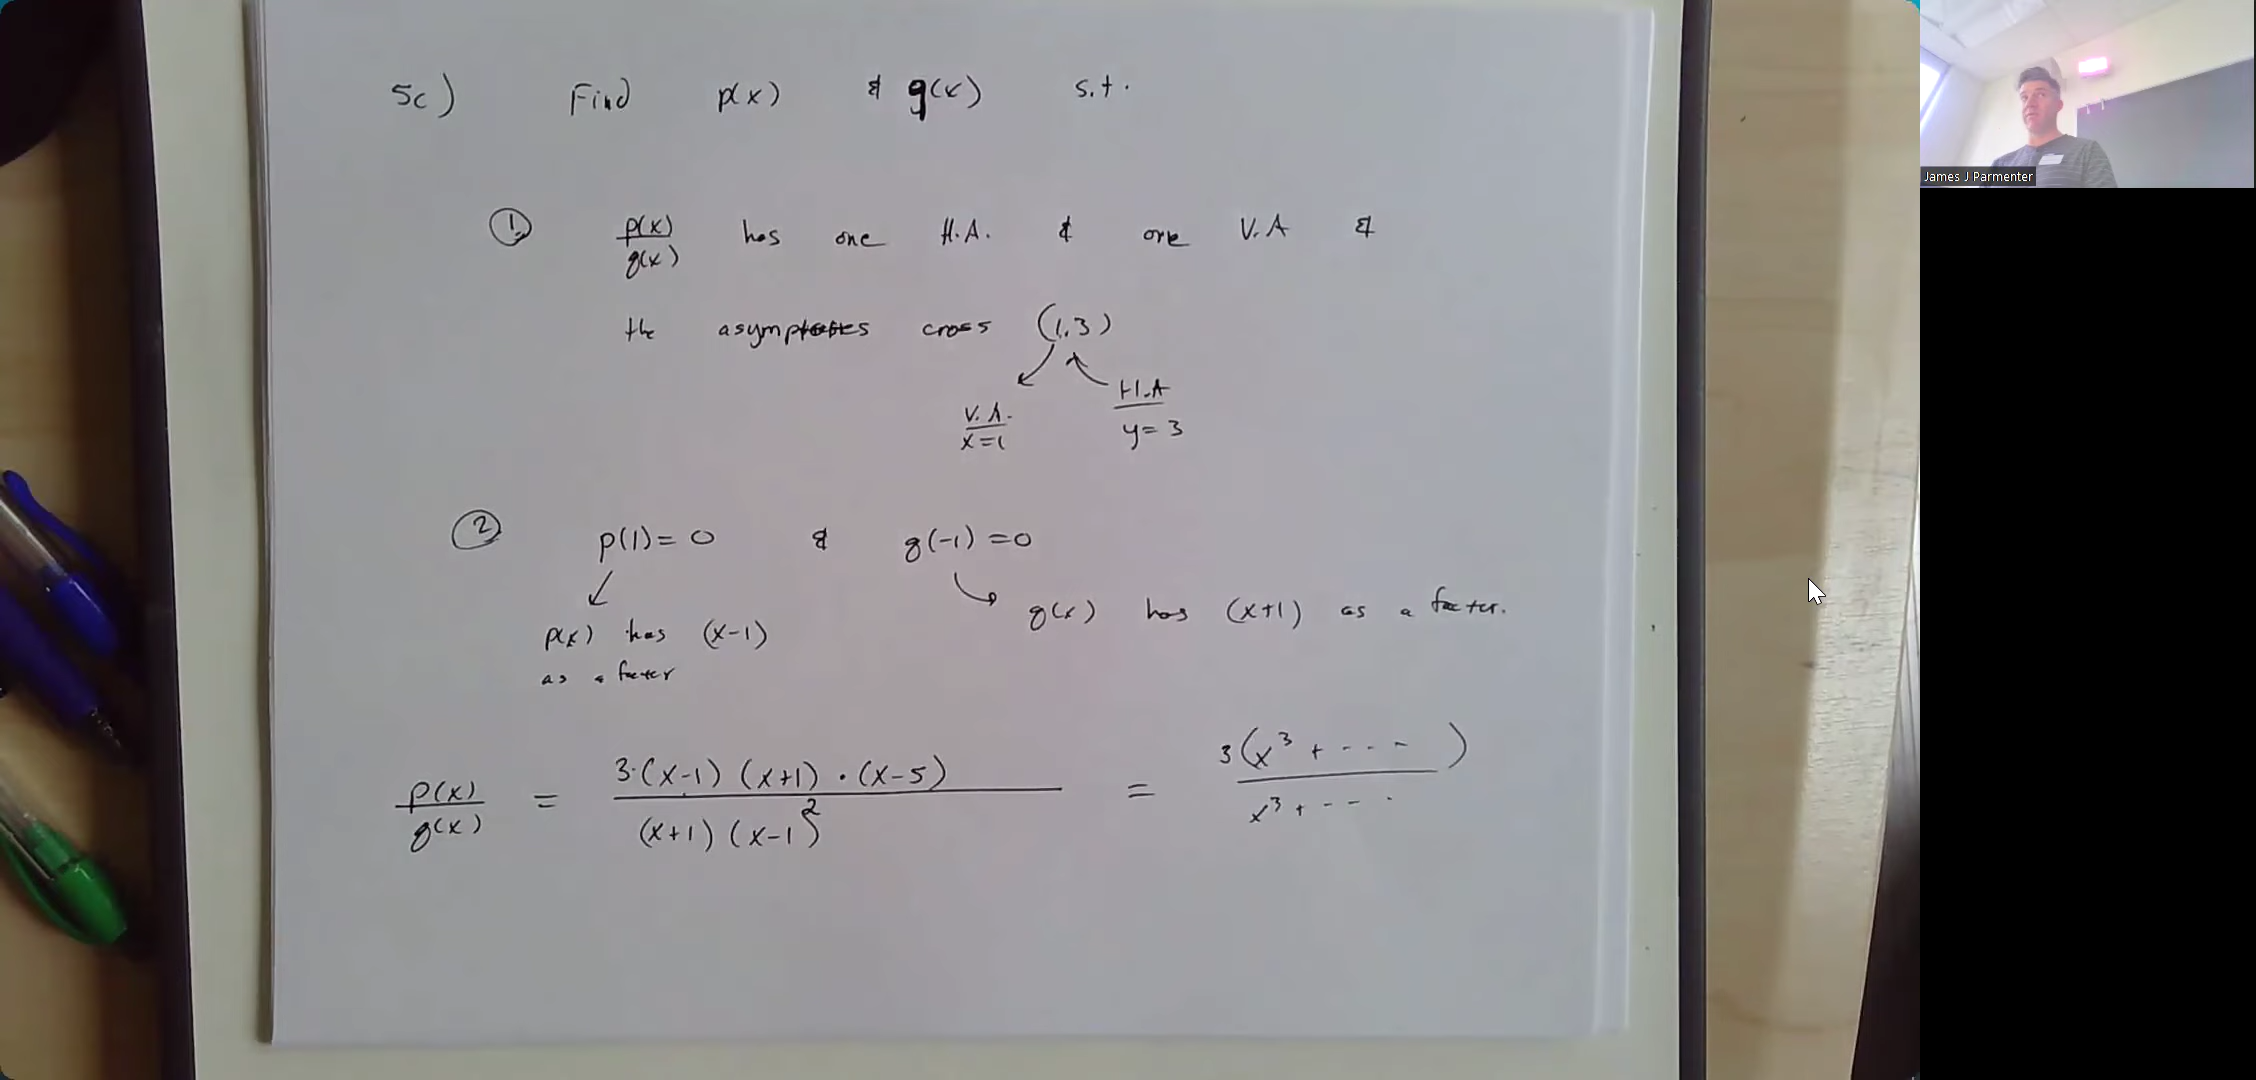 5c) Find p(x) & q(x) s.t.
① p(x)/q(x) has one H.A. & one V.A &
the asymptotes cross (1,3)
V.A. x=1
H.A y=3
② p(1)=0 & q(-1)=0
p(x) has (x-1) as a factor
q(x) has (x+1) as a factor.
p(x)/q(x) = 3·(x-1)(x+1)·(x-5) / (x+1)(x-1)² = 3(x³+---) / x³+---
James J Parmenter